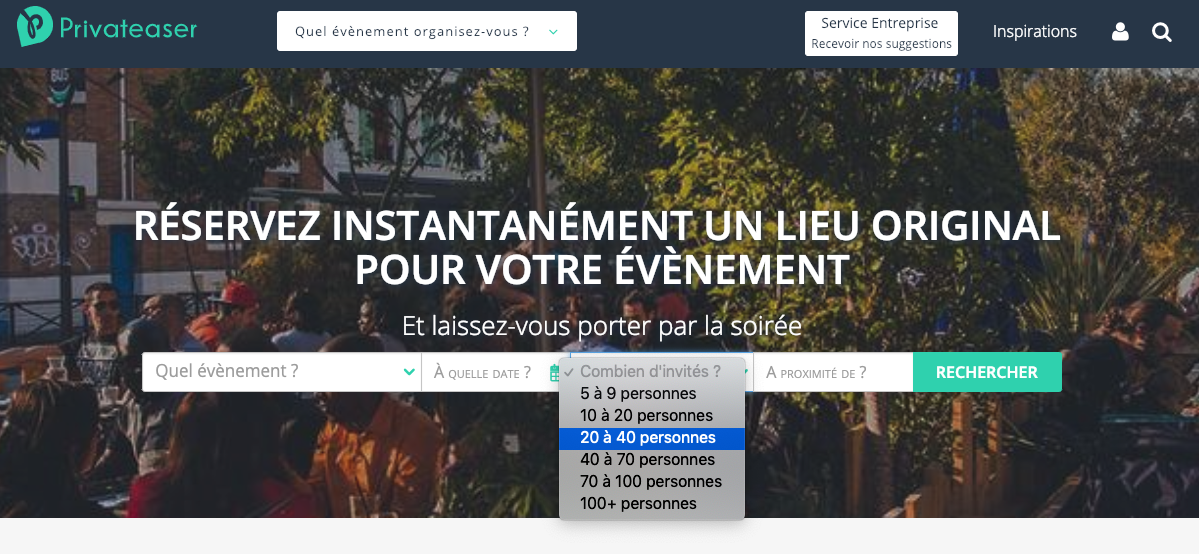 Privateaser
Quel évènement organisez-vous ?
Service Entreprise
Recevoir nos suggestions
Inspirations
BUS
RÉSERVEZ INSTANTANÉMENT UN LIEU ORIGINAL
POUR VOTRE ÉVÈNEMENT
Et laissez-vous porter par la soirée
Quel évènement ?
À QUELLE DATE ?
✓ Combien d'invités ?
5 à 9 personnes
10 à 20 personnes
20 à 40 personnes
40 à 70 personnes
70 à 100 personnes
100+ personnes
A PROXIMITÉ DE ?
RECHERCHER